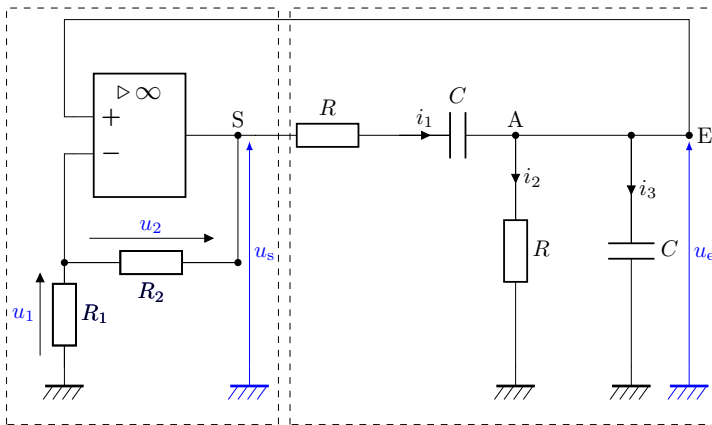 ▷∞
+
−
S
R
i₁
C
A
E
i₂
i₃
u₂
uₛ
R
C
uₑ
R₂
u₁
R₁